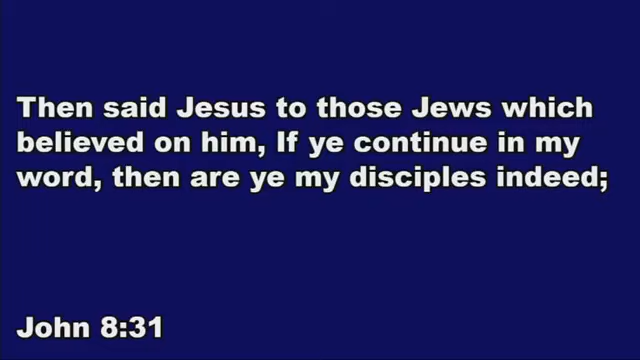 Then said Jesus to those Jews which
believed on him, If ye continue in my
word, then are ye my disciples indeed;
John 8:31